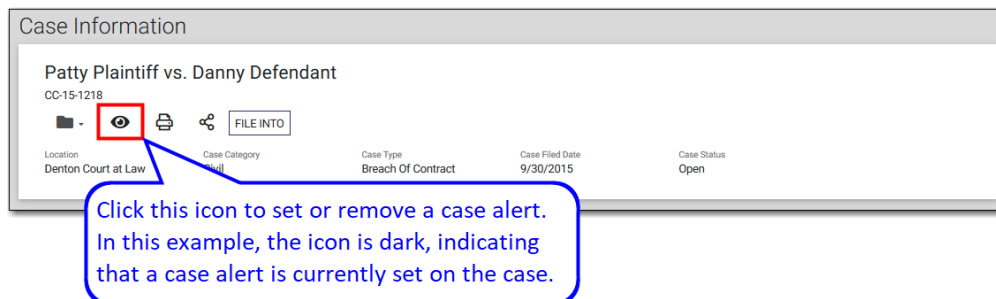 Case Information
Patty Plaintiff vs. Danny Defendant
CC-15-1218
FILE INTO
Location Case Category Case Type Case Filed Date Case Status
Denton Court at Law Civil Breach Of Contract 9/30/2015 Open
Click this icon to set or remove a case alert.
In this example, the icon is dark, indicating
that a case alert is currently set on the case.